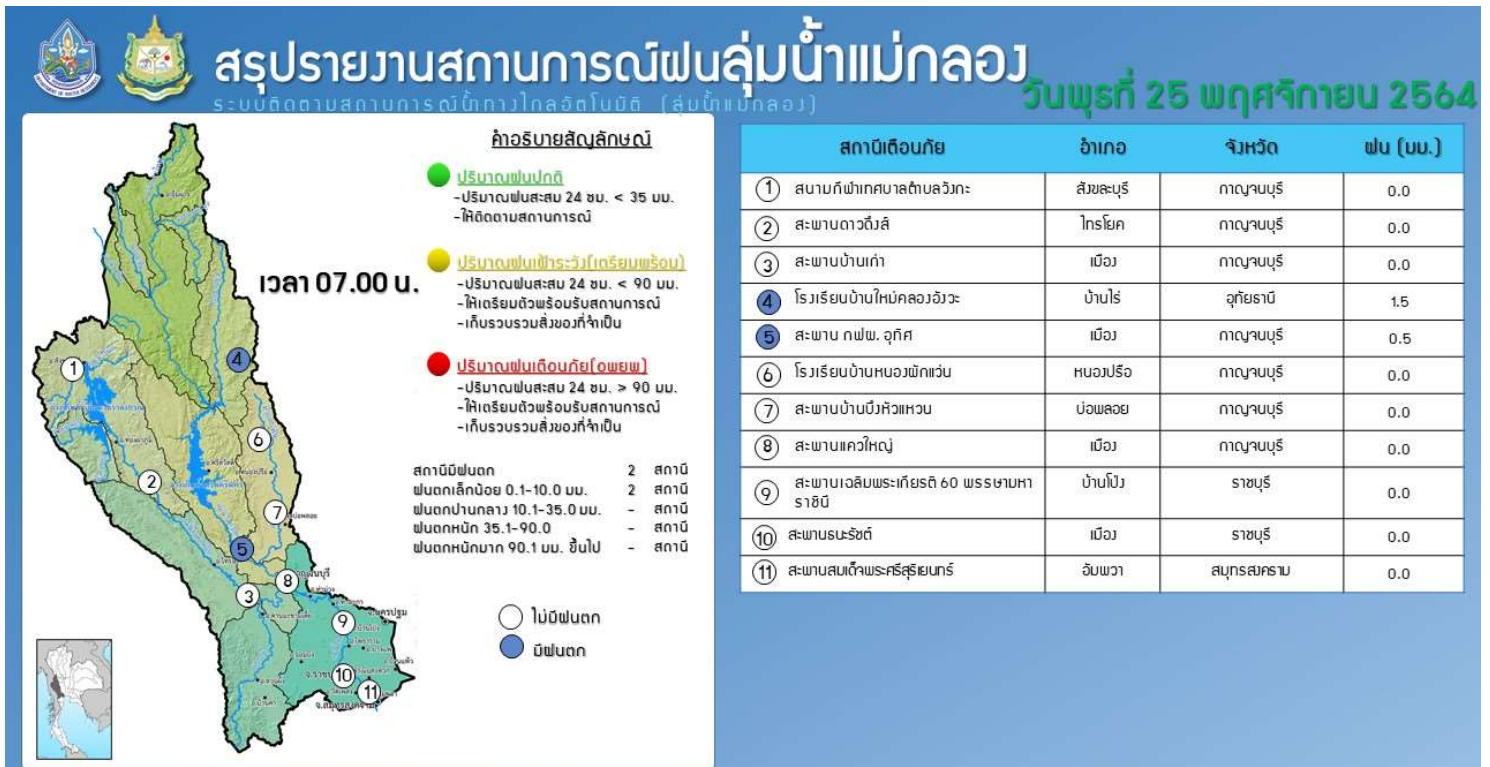 สรุปรายงานสถานการณ์ฝนลุ่มน้ำแม่กลอง
ระบบติดตามสถานการณ์น้ำทางไกลอัตโนมัติ (ลุ่มน้ำแม่กลอง)
วันพุธที่ 25 พฤศจิกายน 2564
คำอธิบายสัญลักษณ์
ปริมาณฝนปกติ
-ปริมาณฝนสะสม 24 ชม. < 35 มม.
-ให้ติดตามสถานการณ์
เวลา 07.00 น.
ปริมาณฝนเฝ้าระวัง(เตรียมพร้อม)
-ปริมาณฝนสะสม 24 ชม. < 90 มม.
-ให้เตรียมตัวพร้อมรับสถานการณ์
-เก็บรวบรวมสิ่งของที่จำเป็น
ปริมาณฝนเตือนภัย(อพยพ)
-ปริมาณฝนสะสม 24 ชม. > 90 มม.
-ให้เตรียมตัวพร้อมรับสถานการณ์
-เก็บรวบรวมสิ่งของที่จำเป็น
สถานีมีฝนตก 2 สถานี
ฝนตกเล็กน้อย 0.1-10.0 มม. 2 สถานี
ฝนตกปานกลาง 10.1-35.0 มม. - สถานี
ฝนตกหนัก 35.1-90.0 - สถานี
ฝนตกหนักมาก 90.1 มม. ขึ้นไป - สถานี
ไม่มีฝนตก
มีฝนตก
1
4
6
2
7
5
8
3
9
10
11
สถานีเตือนภัย อำเภอ จังหวัด ฝน (มม.)
1 สนามกีฬาเทศบาลตำบลวังกะ สังขละบุรี กาญจนบุรี 0.0
2 สะพานดาวดึงส์ ไทรโยค กาญจนบุรี 0.0
3 สะพานบ้านเก่า เมือง กาญจนบุรี 0.0
4 โรงเรียนบ้านใหม่คลองอังวะ บ้านไร่ อุทัยธานี 1.5
5 สะพาน กฟผ. อุทิศ เมือง กาญจนบุรี 0.5
6 โรงเรียนบ้านหนองผักแว่น หนองปรือ กาญจนบุรี 0.0
7 สะพานบ้านบึงหัวแหวน บ่อพลอย กาญจนบุรี 0.0
8 สะพานแควใหญ่ เมือง กาญจนบุรี 0.0
9 สะพานเฉลิมพระเกียรติ 60 พรรษามหา บ้านโป่ง ราชบุรี 0.0
ราชินี
10 สะพานธนะรัชต์ เมือง ราชบุรี 0.0
11 สะพานสมเด็จพระศรีสุริเยนทร์ อัมพวา สมุทรสงคราม 0.0